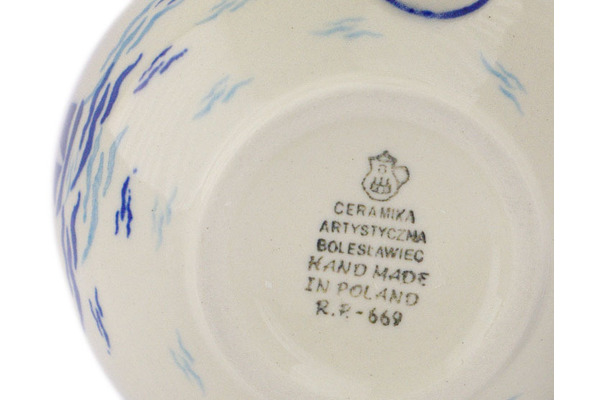 CERAMIKA
ARTYSTYCZNA
BOLESŁAWIEC
HAND MADE
IN POLAND
R.R-669